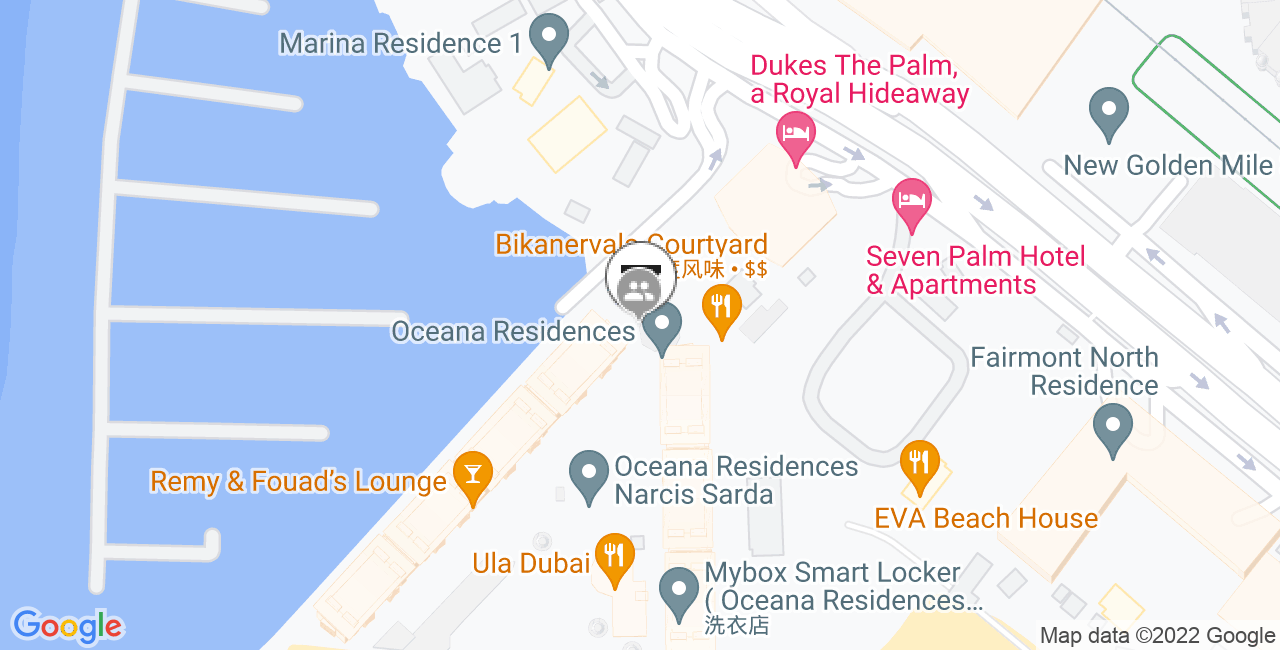 Marina Residence 1
Dukes The Palm,
a Royal Hideaway
New Golden Mile
Bikanervala Courtyard
风味 • $$
Seven Palm Hotel
& Apartments
Oceana Residences
Fairmont North
Residence
Remy & Fouad's Lounge
Oceana Residences
Narcis Sarda
EVA Beach House
Ula Dubai
Mybox Smart Locker
( Oceana Residences...
洗衣店
Google
Map data ©2022 Google